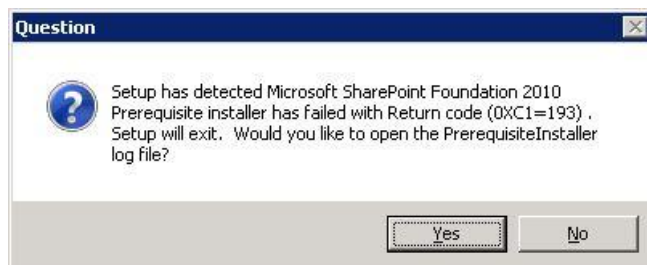 Question
Setup has detected Microsoft SharePoint Foundation 2010
Prerequisite installer has failed with Return code (0XC1=193) .
Setup will exit. Would you like to open the PrerequisiteInstaller
log file?
Yes
No